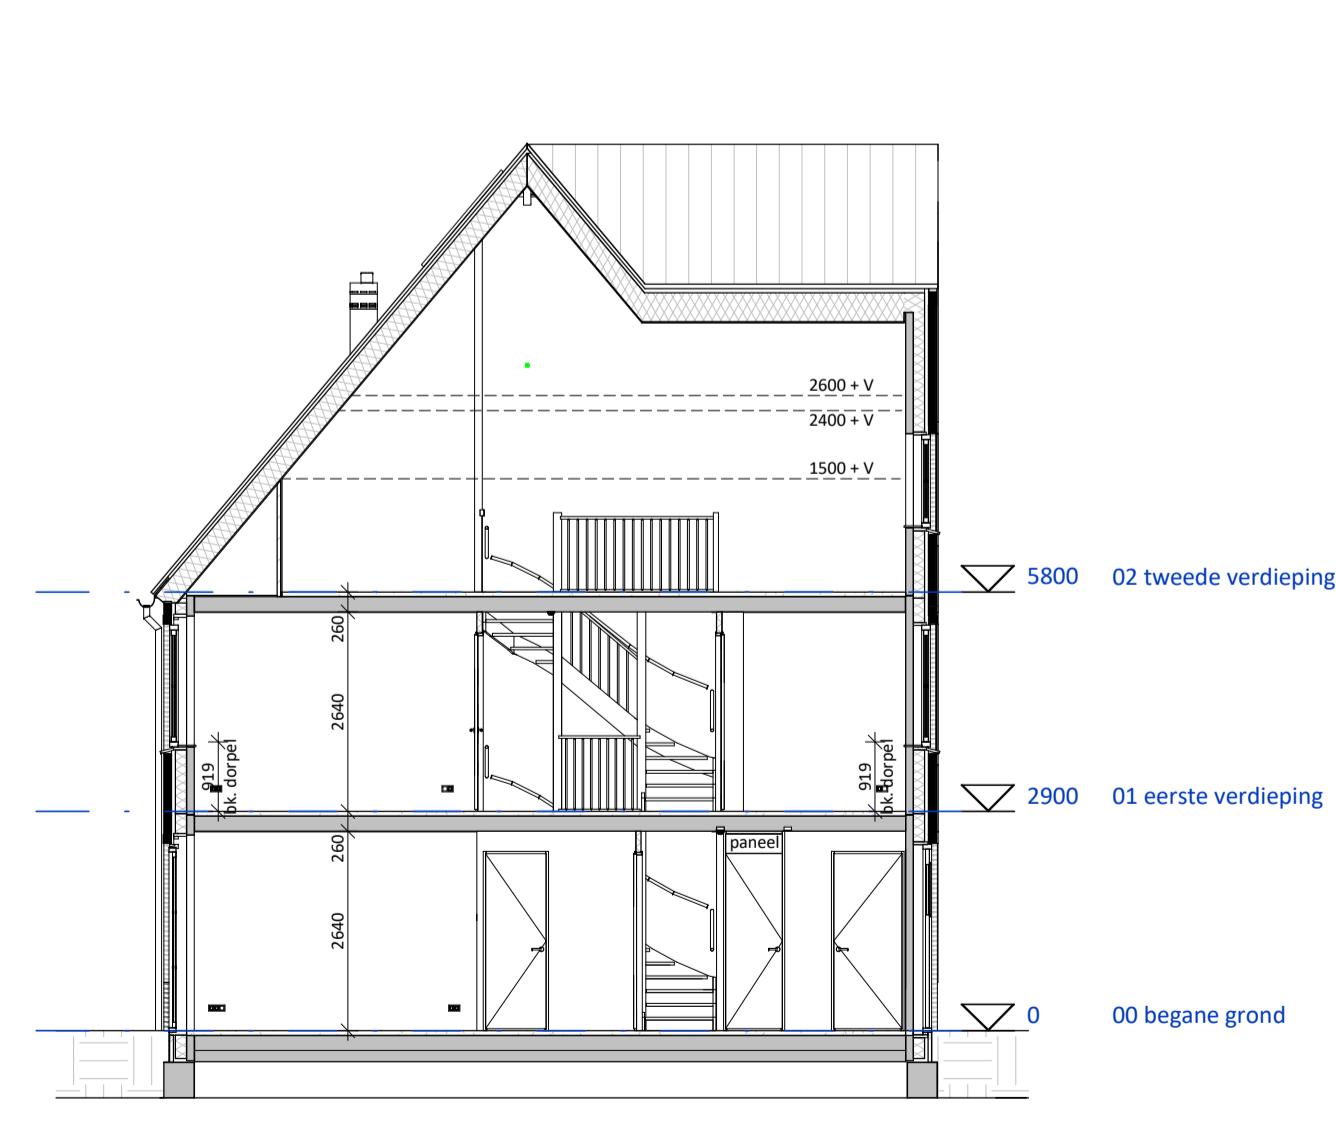 2600 + V
2400 + V
1500 + V
5800 02 tweede verdieping
260
2640
919
bk. dorpel
919
bk. dorpel
2900 01 eerste verdieping
260
paneel
2640
0 00 begane grond